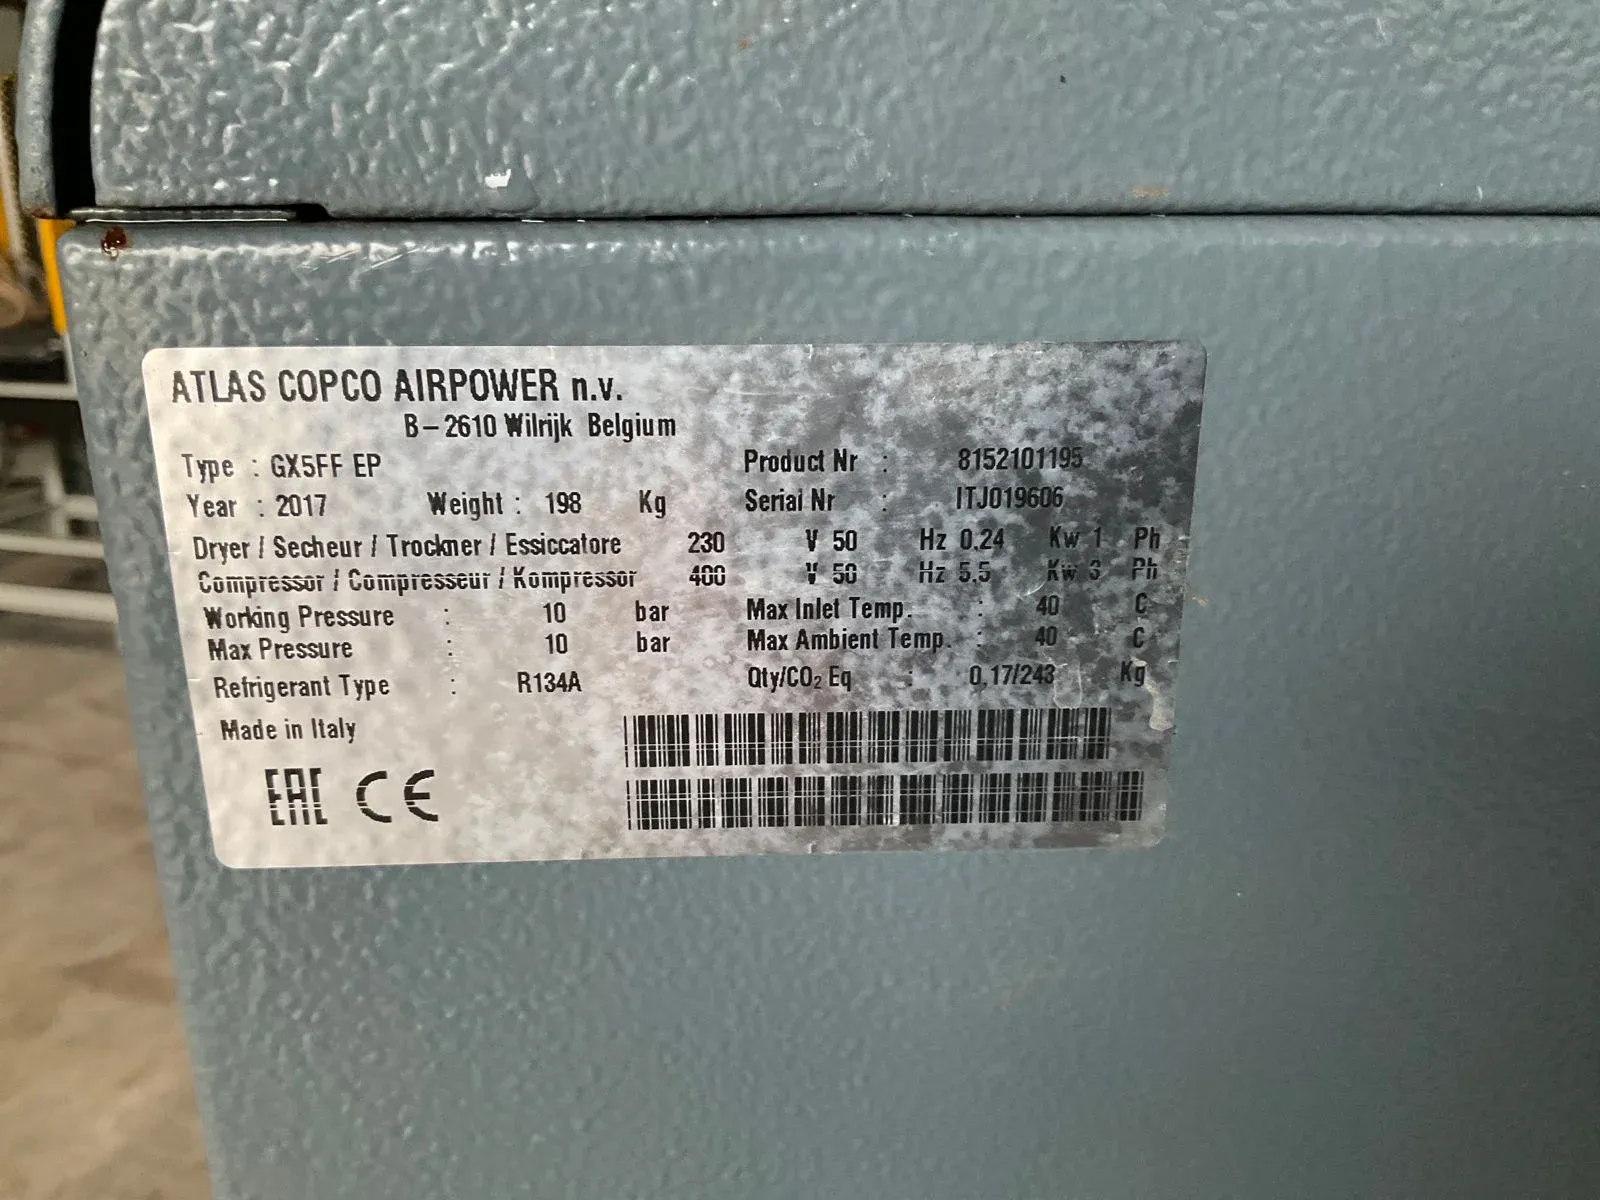 ATLAS COPCO AIRPOWER n.v.
B-2610 Wilrijk Belgium
Type : GX5FF EP
Product Nr : 8152101195
Year : 2017 Weight : 198 Kg
Serial Nr : ITJ019606
Dryer / Secheur / Trockner / Essiccatore 230 V 50 Hz 0.24 Kw 1 Ph
Compressor / Compresseur / Kompressor 400 V 50 Hz 5.5 Kw 3 Ph
Working Pressure : 10 bar Max Inlet Temp. : 40 C
Max Pressure : 10 bar Max Ambient Temp. : 40 C
Refrigerant Type : R134A Qty/CO₂ Eq : 0.17/243 Kg
Made in Italy
EAC CE